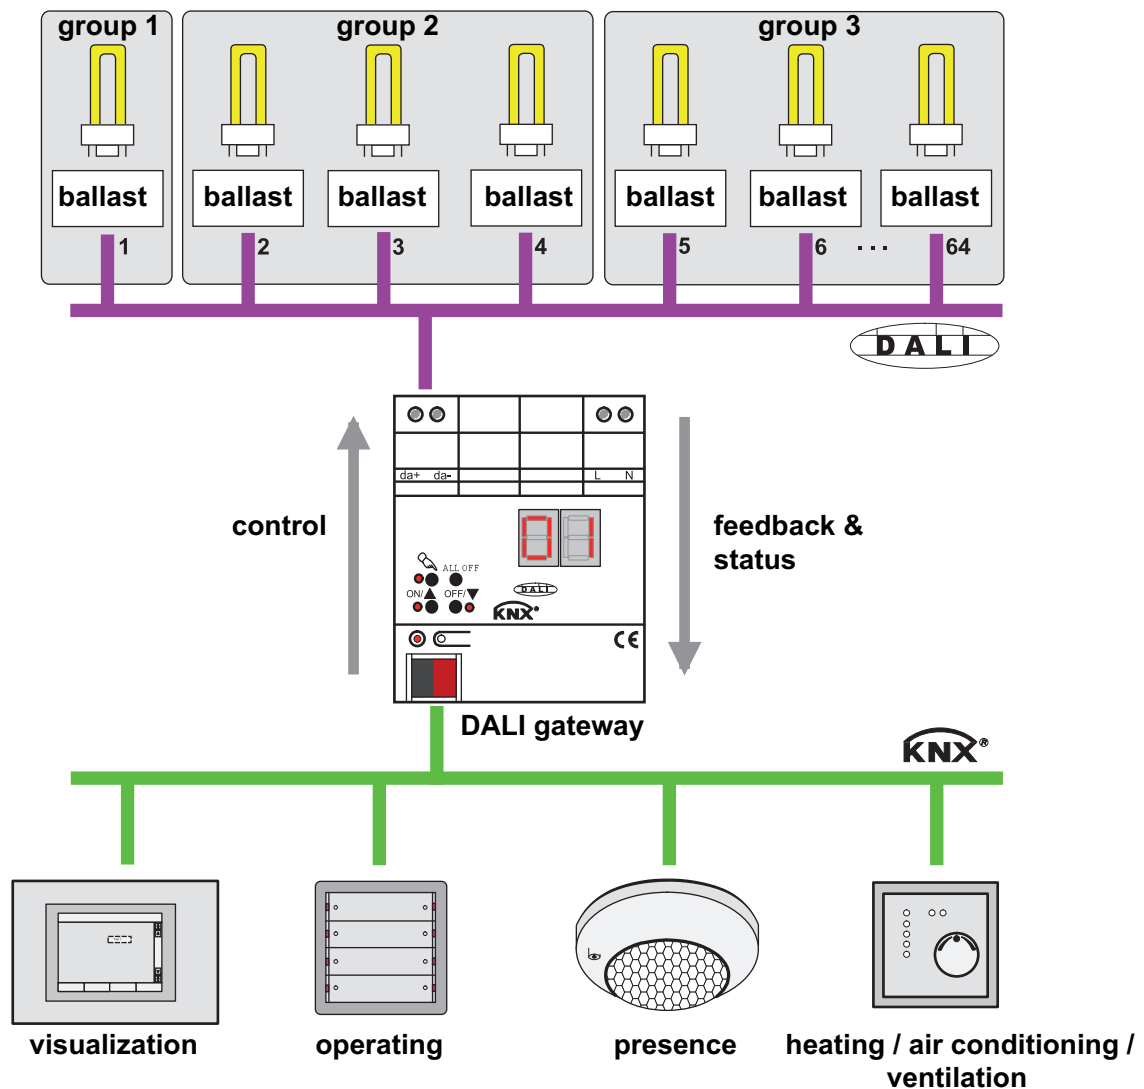 group 1 group 2 group 3
ballast ballast ballast ballast ballast ballast ballast
1 2 3 4 5 6 ... 64
DALI
da+ da- L N
control
feedback &
status
01
ALL OFF
ON/▲ OFF/▼
DALI
KNX®
CE
DALI gateway
KNX®
visualization operating presence heating / air conditioning /
ventilation